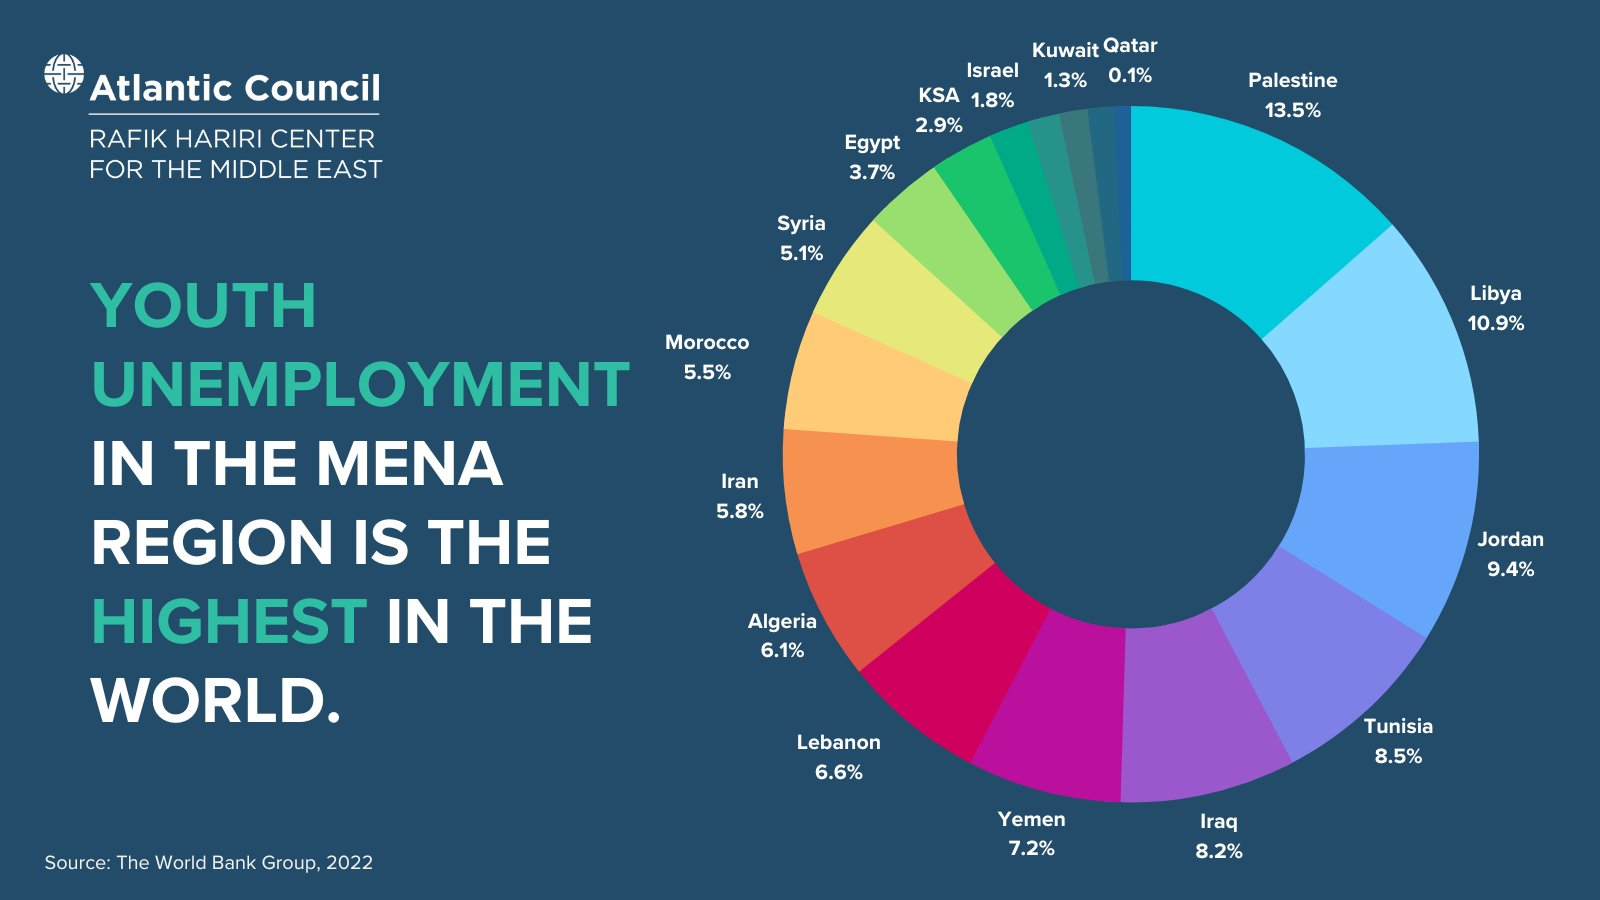 Atlantic Council
RAFIK HARIRI CENTER
FOR THE MIDDLE EAST
YOUTH
UNEMPLOYMENT
IN THE MENA
REGION IS THE
HIGHEST IN THE
WORLD.
Source: The World Bank Group, 2022
Palestine
13.5%
Libya
10.9%
Jordan
9.4%
Tunisia
8.5%
Iraq
8.2%
Yemen
7.2%
Lebanon
6.6%
Algeria
6.1%
Iran
5.8%
Morocco
5.5%
Syria
5.1%
Egypt
3.7%
KSA
2.9%
Israel
1.8%
Kuwait
1.3%
Qatar
0.1%